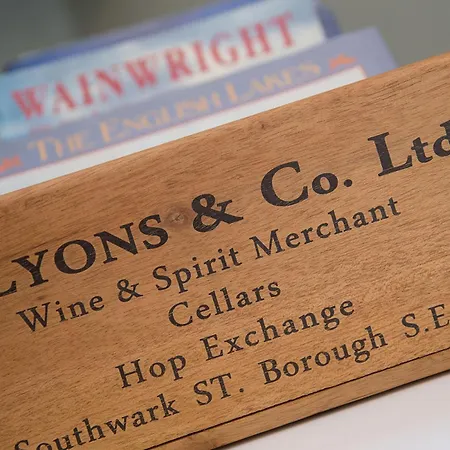 WAINWRIGHT
THE ENGLISH LAKES
LYONS & Co. Ltd
Wine & Spirit Merchant
Cellars
Hop Exchange
Southwark ST. Borough S.E